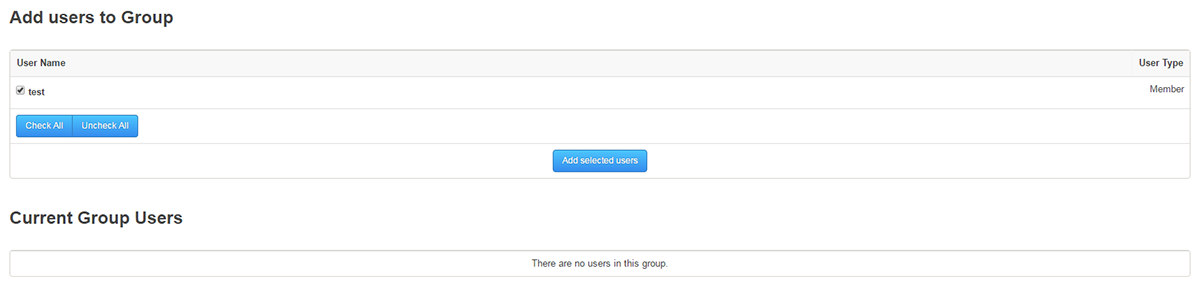 Add users to Group
User Name User Type
test Member
Check All Uncheck All
Add selected users
Current Group Users
There are no users in this group.